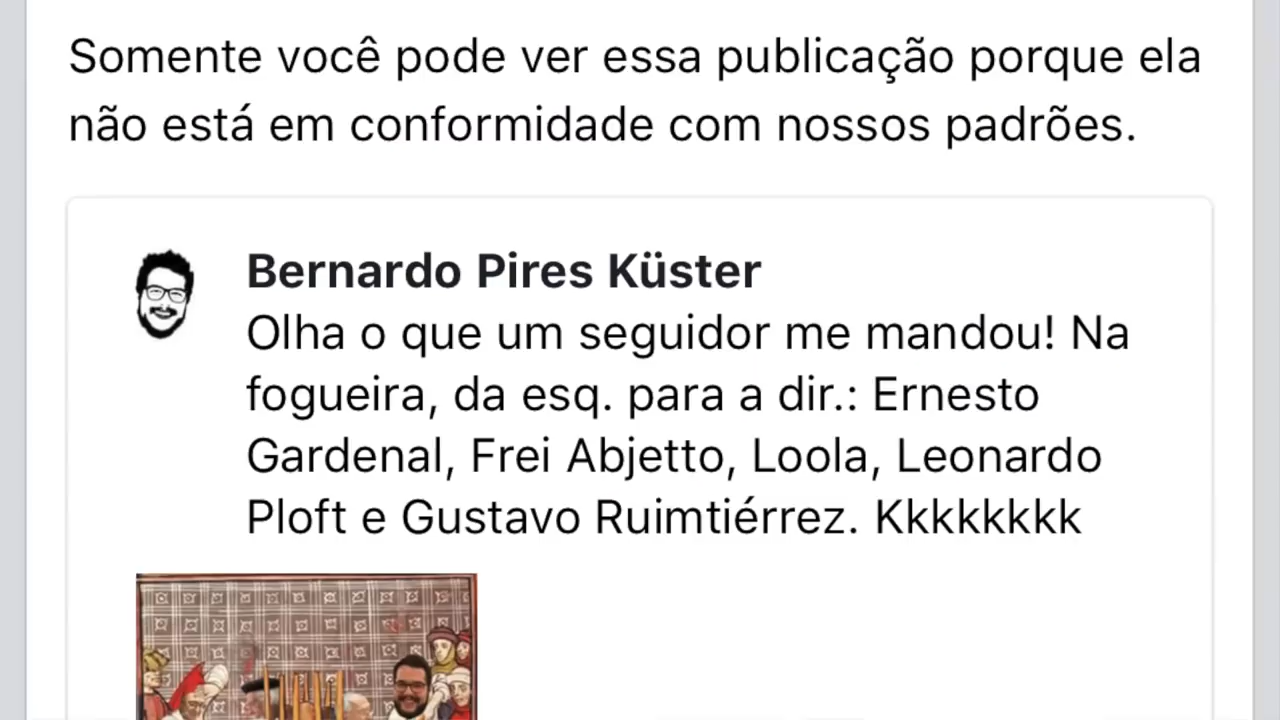 Somente você pode ver essa publicação porque ela
não está em conformidade com nossos padrões.
Bernardo Pires Küster
Olha o que um seguidor me mandou! Na
fogueira, da esq. para a dir.: Ernesto
Gardenal, Frei Abjetto, Loola, Leonardo
Ploft e Gustavo Ruimtiérrez. Kkkkkkkk